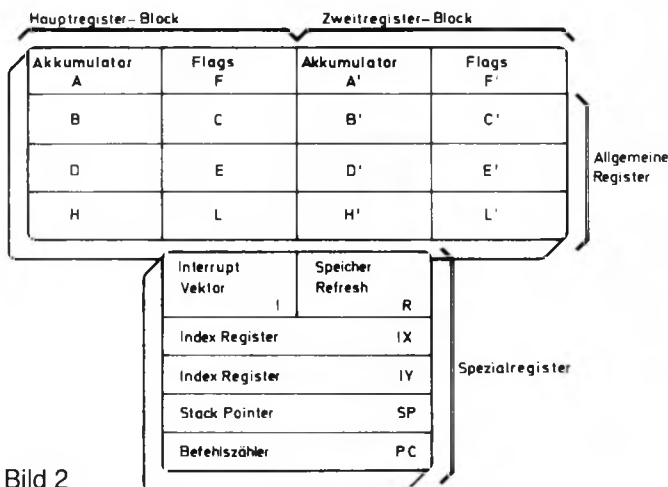 Hauptregister-Block Zweitregister-Block
Akkumulator Flags Akkumulator Flags
A F A' F'
B C B' C'
D E D' E'
H L H' L'
Allgemeine
Register
Interrupt Speicher
Vektor Refresh
I R
Index Register IX
Index Register IY
Stack Pointer SP
Befehlszähler PC
Spezialregister
Bild 2